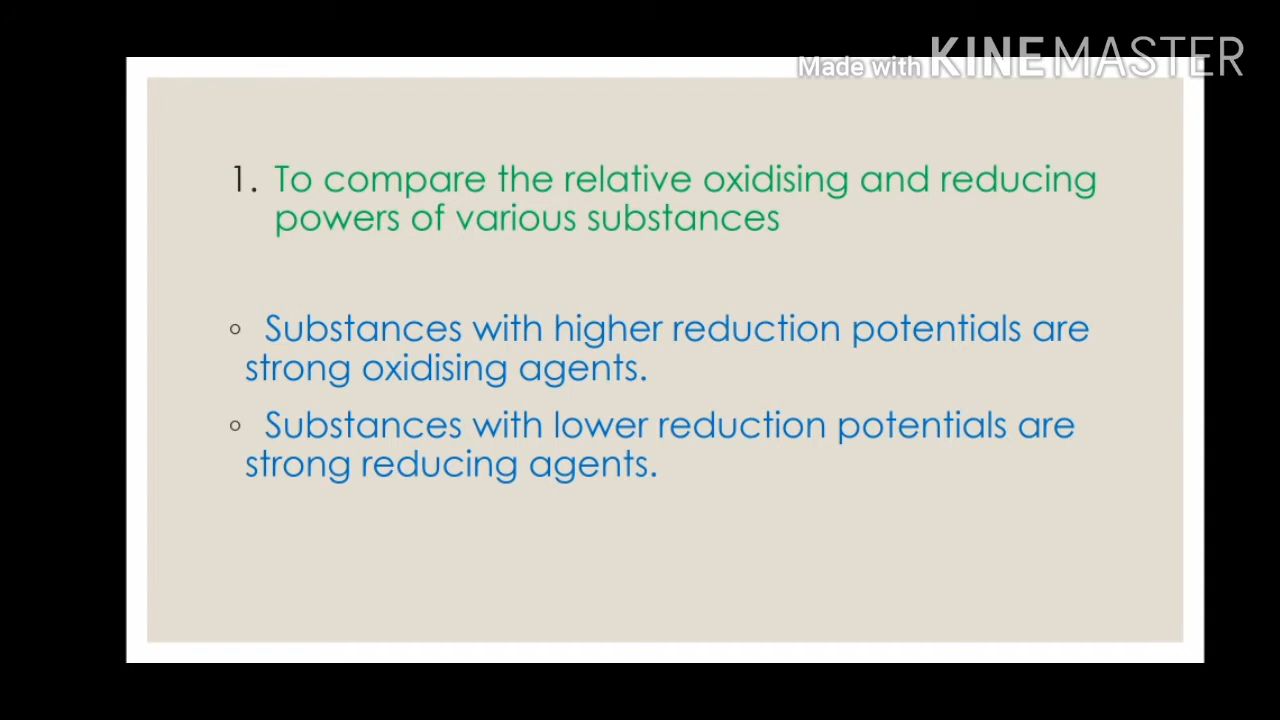 Made with KINEMASTER
1. To compare the relative oxidising and reducing
powers of various substances
◦ Substances with higher reduction potentials are
strong oxidising agents.
◦ Substances with lower reduction potentials are
strong reducing agents.